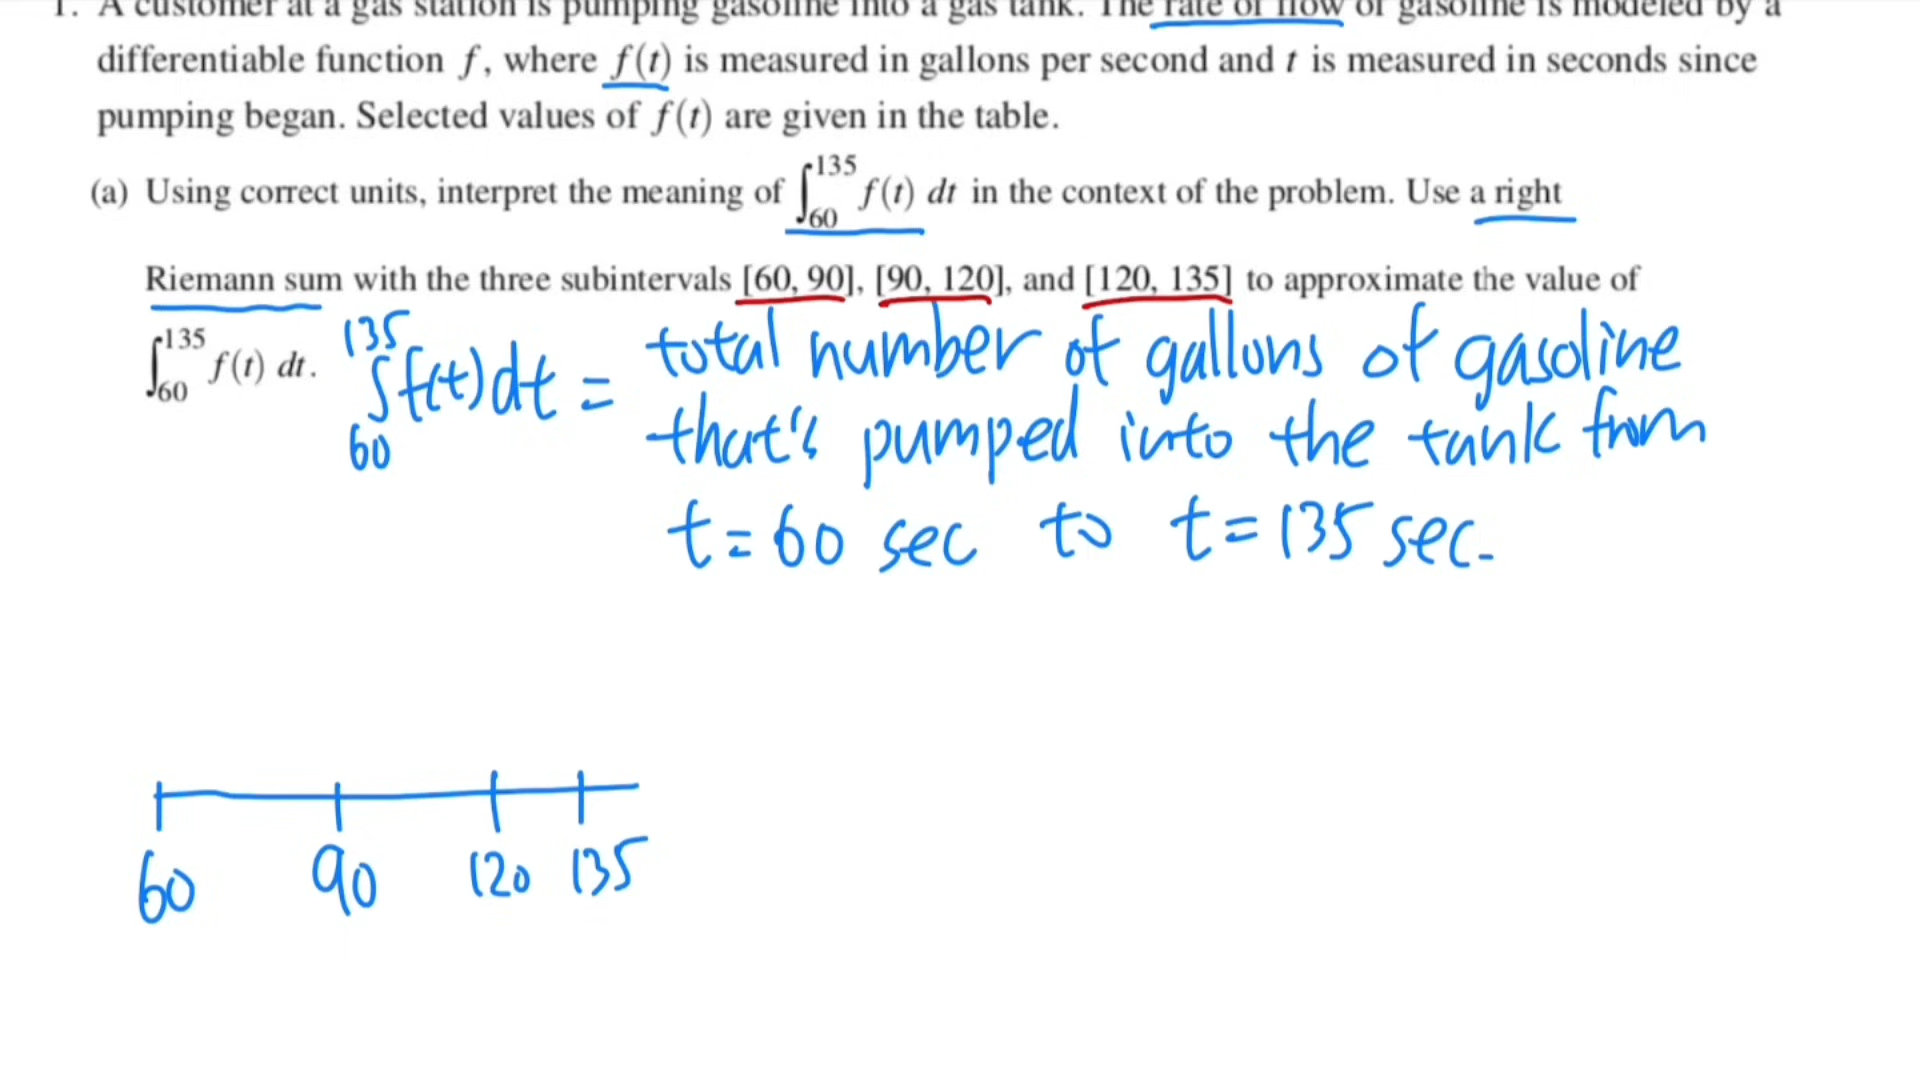 1. A customer at a gas station is pumping gasoline into a gas tank. The rate of flow of gasoline is modeled by a
differentiable function f, where f(t) is measured in gallons per second and t is measured in seconds since
pumping began. Selected values of f(t) are given in the table.
(a) Using correct units, interpret the meaning of ∫₆₀¹³⁵ f(t) dt in the context of the problem. Use a right
Riemann sum with the three subintervals [60, 90], [90, 120], and [120, 135] to approximate the value of
∫₆₀¹³⁵ f(t) dt.
∫₆₀¹³⁵ f(t)dt = total number of gallons of gasoline
that's pumped into the tank from
t = 60 sec to t = 135 sec.
60 90 120 135